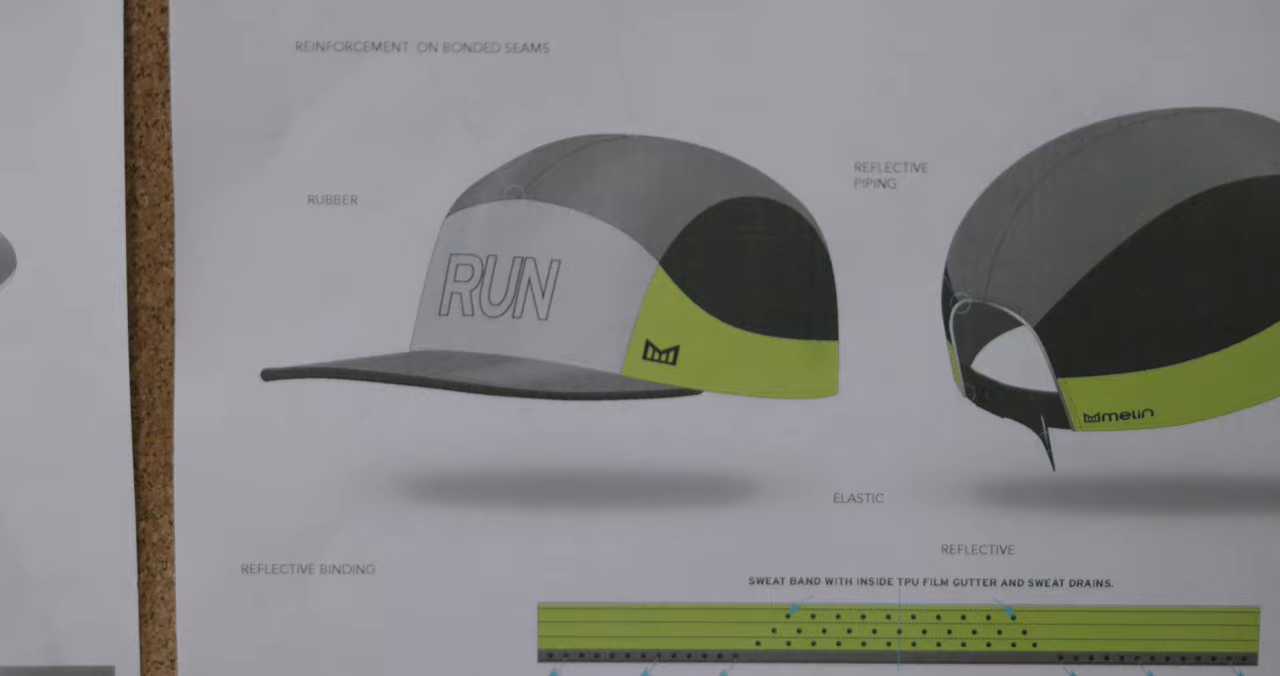 REINFORCEMENT ON BONDED SEAMS
REFLECTIVE
PIPING
RUBBER
RUN
melin
ELASTIC
REFLECTIVE
REFLECTIVE BINDING
SWEAT BAND WITH INSIDE TPU FILM GUTTER AND SWEAT DRAINS.